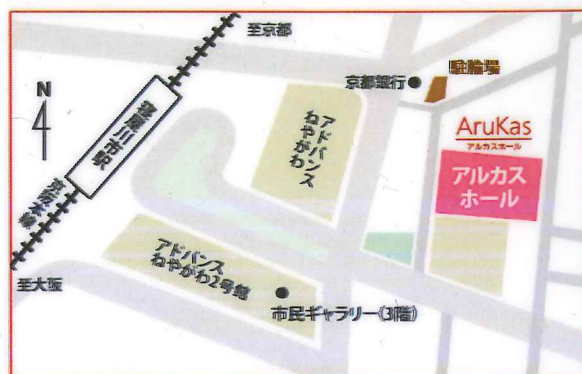 至京都
N
寝屋川市駅
京阪本線
至大阪
京都銀行
駐輪場
アドバンス
ねやがわ
AruKas
アルカスホール
アルカス
ホール
アドバンス
ねやがわ2号館
市民ギャラリー(3階)